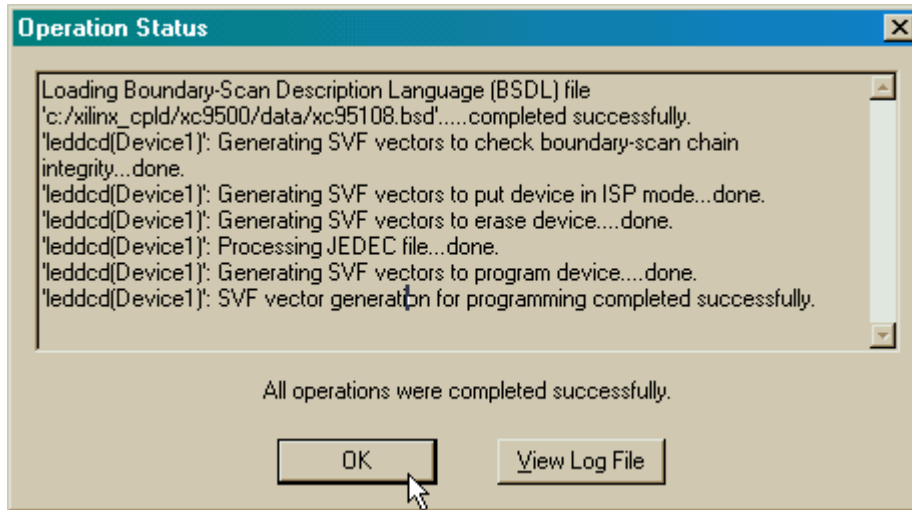 Operation Status
Loading Boundary-Scan Description Language (BSDL) file
'c:/xilinx_cpld/xc9500/data/xc95108.bsd'.....completed successfully.
'leddcd(Device1)': Generating SVF vectors to check boundary-scan chain
integrity...done.
'leddcd(Device1)': Generating SVF vectors to put device in ISP mode...done.
'leddcd(Device1)': Generating SVF vectors to erase device....done.
'leddcd(Device1)': Processing JEDEC file...done.
'leddcd(Device1)': Generating SVF vectors to program device....done.
'leddcd(Device1)': SVF vector generation for programming completed successfully.
All operations were completed successfully.
OK
View Log File